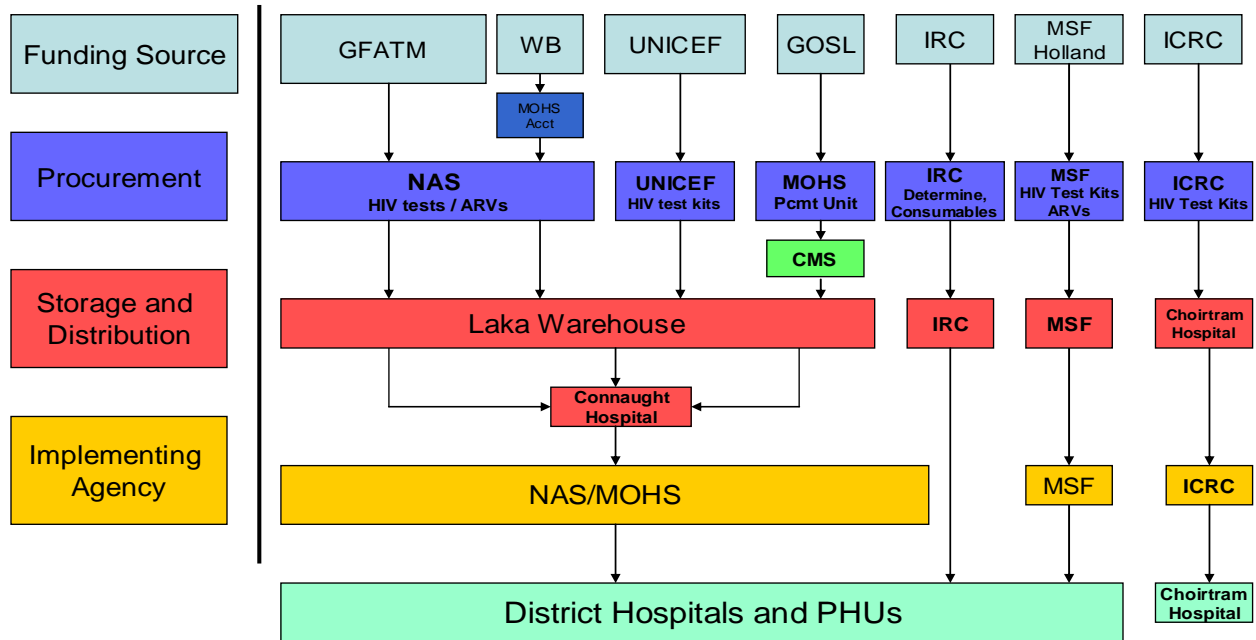 Funding Source
GFATM
WB
UNICEF
GOSL
IRC
MSF
Holland
ICRC
MOHS
Acct
Procurement
NAS
HIV tests / ARVs
UNICEF
HIV test kits
MOHS
Pcmt Unit
IRC
Determine,
Consumables
MSF
HIV Test Kits
ARVs
ICRC
HIV Test Kits
CMS
Storage and
Distribution
Laka Warehouse
IRC
MSF
Choirtram
Hospital
Connaught
Hospital
Implementing
Agency
NAS/MOHS
MSF
ICRC
District Hospitals and PHUs
Choirtram
Hospital